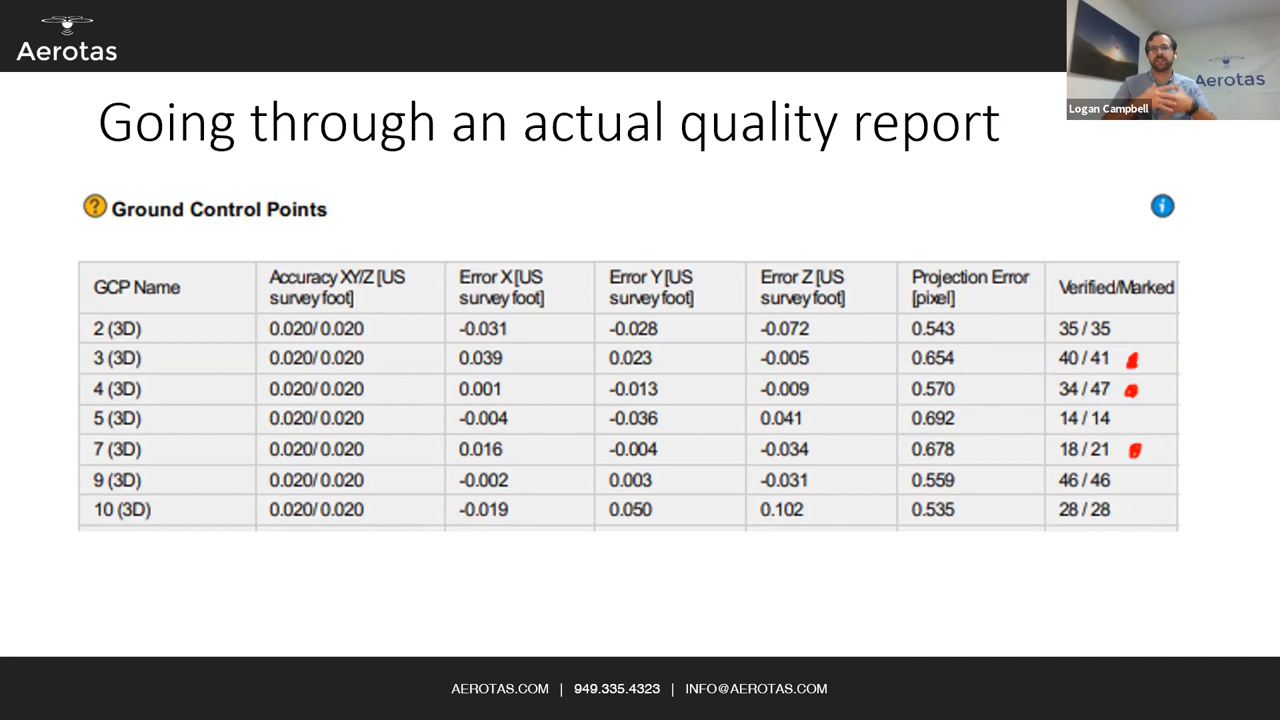 Aerotas
Aerotas
Logan Campbell
Going through an actual quality report
Ground Control Points
GCP Name Accuracy XY/Z [US survey foot] Error X [US survey foot] Error Y [US survey foot] Error Z [US survey foot] Projection Error [pixel] Verified/Marked
2 (3D) 0.020/ 0.020 -0.031 -0.028 -0.072 0.543 35 / 35
3 (3D) 0.020/ 0.020 0.039 0.023 -0.005 0.654 40 / 41
4 (3D) 0.020/ 0.020 0.001 -0.013 -0.009 0.570 34 / 47
5 (3D) 0.020/ 0.020 -0.004 -0.036 0.041 0.692 14 / 14
7 (3D) 0.020/ 0.020 0.016 -0.004 -0.034 0.678 18 / 21
9 (3D) 0.020/ 0.020 -0.002 0.003 -0.031 0.559 46 / 46
10 (3D) 0.020/ 0.020 -0.019 0.050 0.102 0.535 28 / 28
AEROTAS.COM | 949.335.4323 | INFO@AEROTAS.COM